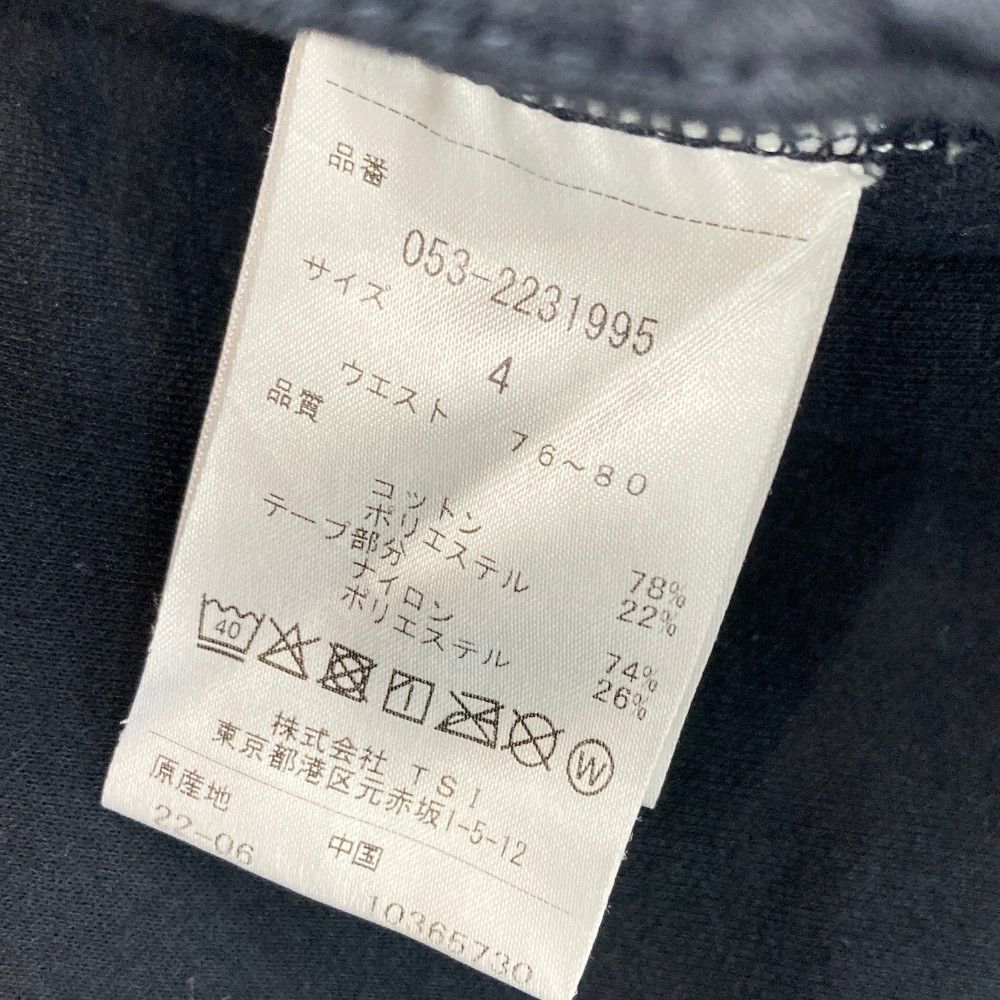 品番
053-2231995
サイズ
4
ウエスト 76~80
品質
コットン 78%
ポリエステル 22%
テープ部分
ナイロン 74%
ポリエステル 26%
40
W
株式会社 TSI
東京都港区元赤坂1-5-12
原産地 中国
22-06 10365730